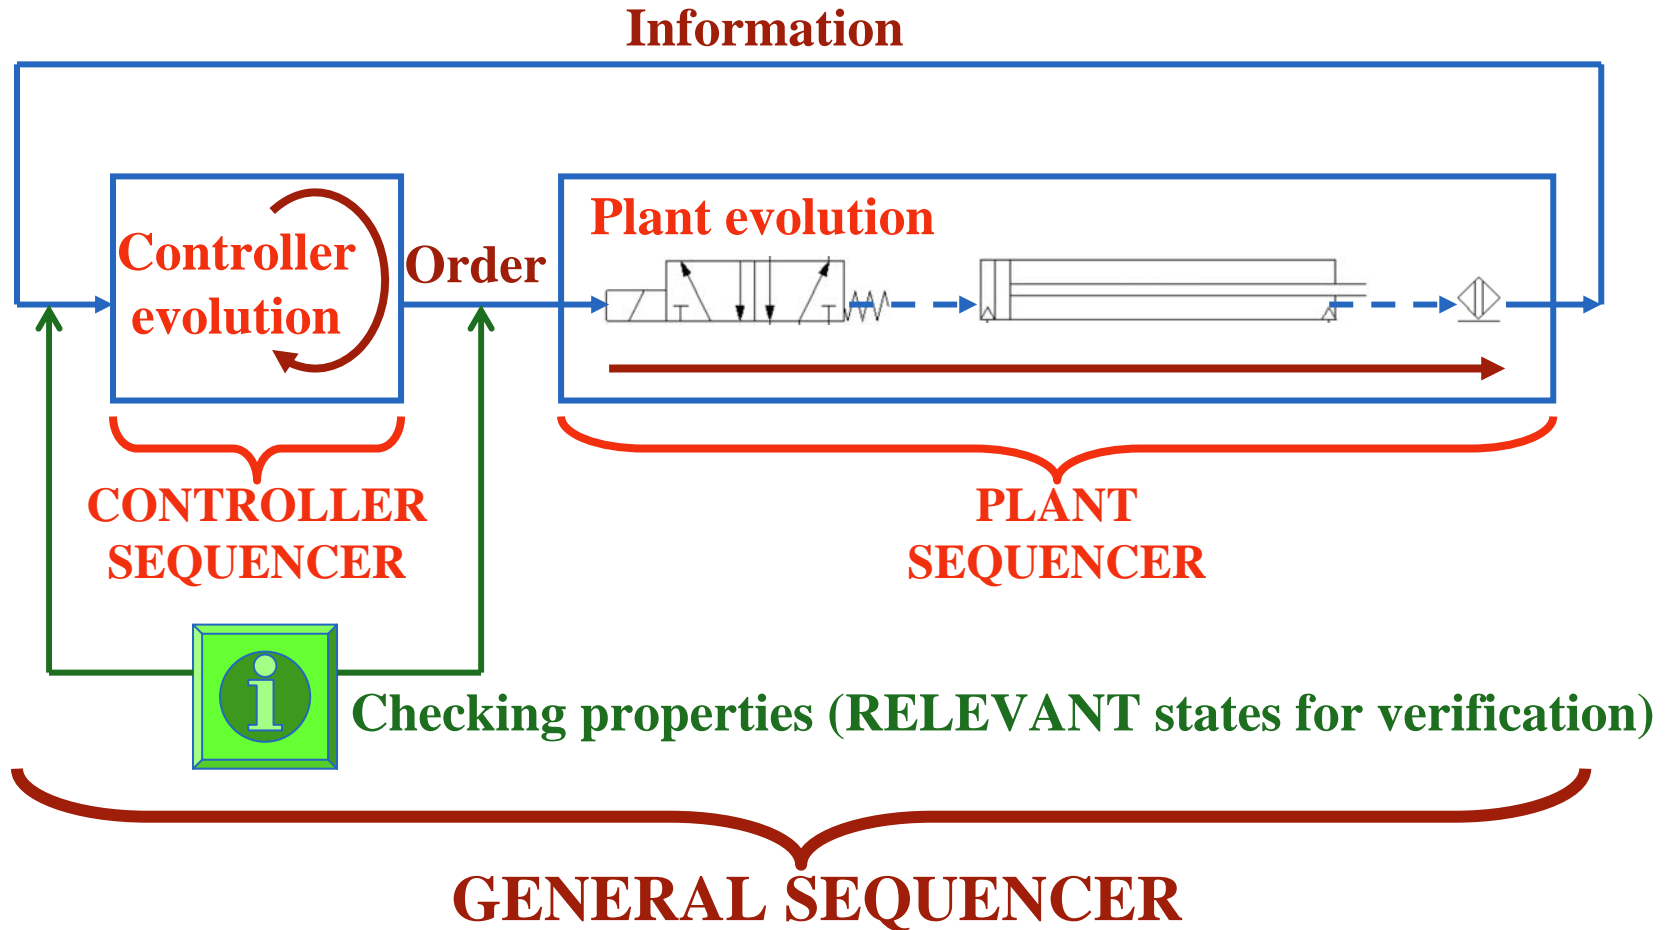 Information
Controller
evolution
Order
Plant evolution
CONTROLLER
SEQUENCER
PLANT
SEQUENCER
i
Checking properties (RELEVANT states for verification)
GENERAL SEQUENCER